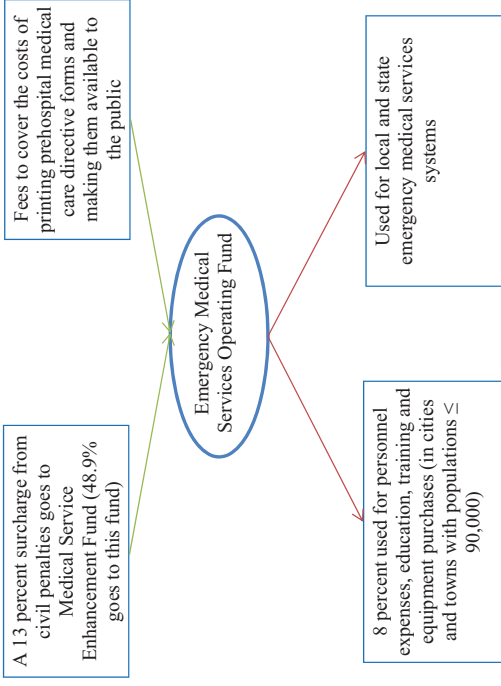 A 13 percent surcharge from
civil penalties goes to
Medical Service
Enhancement Fund (48.9%
goes to this fund)
Fees to cover the costs of
printing prehospital medical
care directive forms and
making them available to
the public
Emergency Medical
Services Operating Fund
8 percent used for personnel
expenses, education, training and
equipment purchases (in cities
and towns with populations ≤
90,000)
Used for local and state
emergency medical services
systems